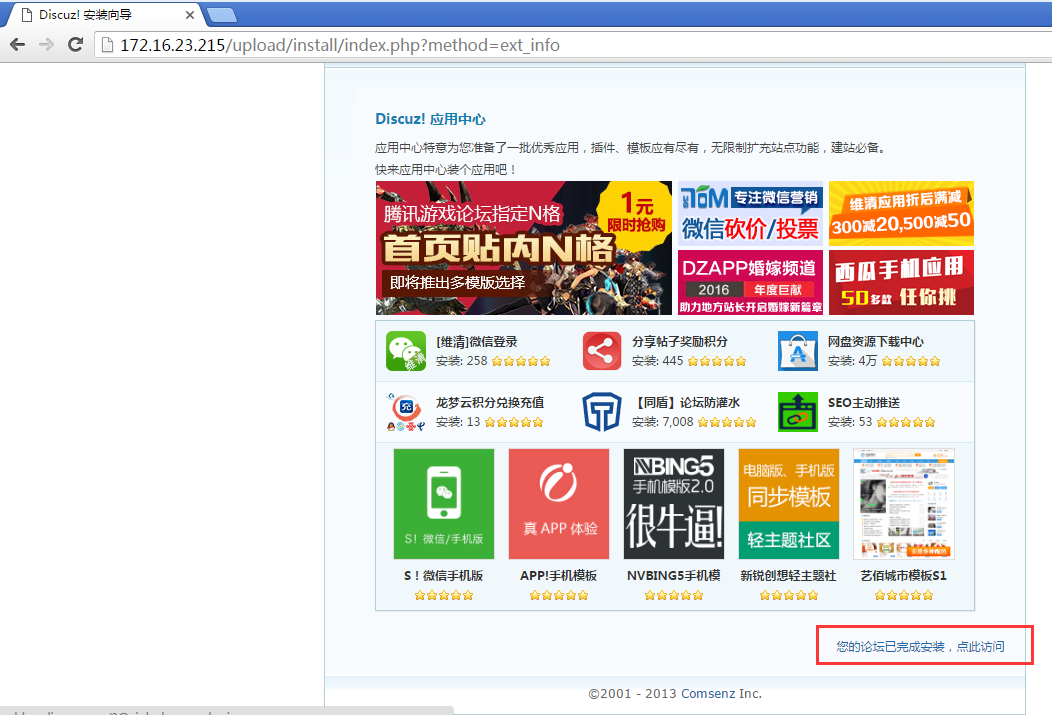 Discuz! 安装向导
172.16.23.215/upload/install/index.php?method=ext_info
Discuz! 应用中心
应用中心特意为您准备了一批优秀应用，插件、模板应有尽有，无限制扩充站点功能，建站必备。
快来应用中心装个应用吧！
腾讯游戏论坛指定N格
1元
限时抢购
首页贴内N格
即将推出多模版选择
TOM 专注微信营销
微信砍价/投票
维清应用折后满减
300减20,500减50
DZAPP婚嫁频道
2016 年度巨献
助力地方站长开启婚嫁新篇章
西瓜手机应用
50多款 任你挑
[维清]微信登录
安装: 258
分享帖子奖励积分
安装: 445
网盘资源下载中心
安装: 4万
龙梦云积分兑换充值
安装: 13
【同盾】论坛防灌水
安装: 7,008
SEO主动推送
安装: 53
S！微信/手机版
真 APP 体验
NVBING5
手机模版2.0
很牛逼!
电脑版、手机版
同步模板
轻主题社区
S！微信手机版
APP!手机模板
NVBING5手机模
新锐创想轻主题社
艺佰城市模板S1
您的论坛已完成安装，点此访问
©2001 - 2013 Comsenz Inc.